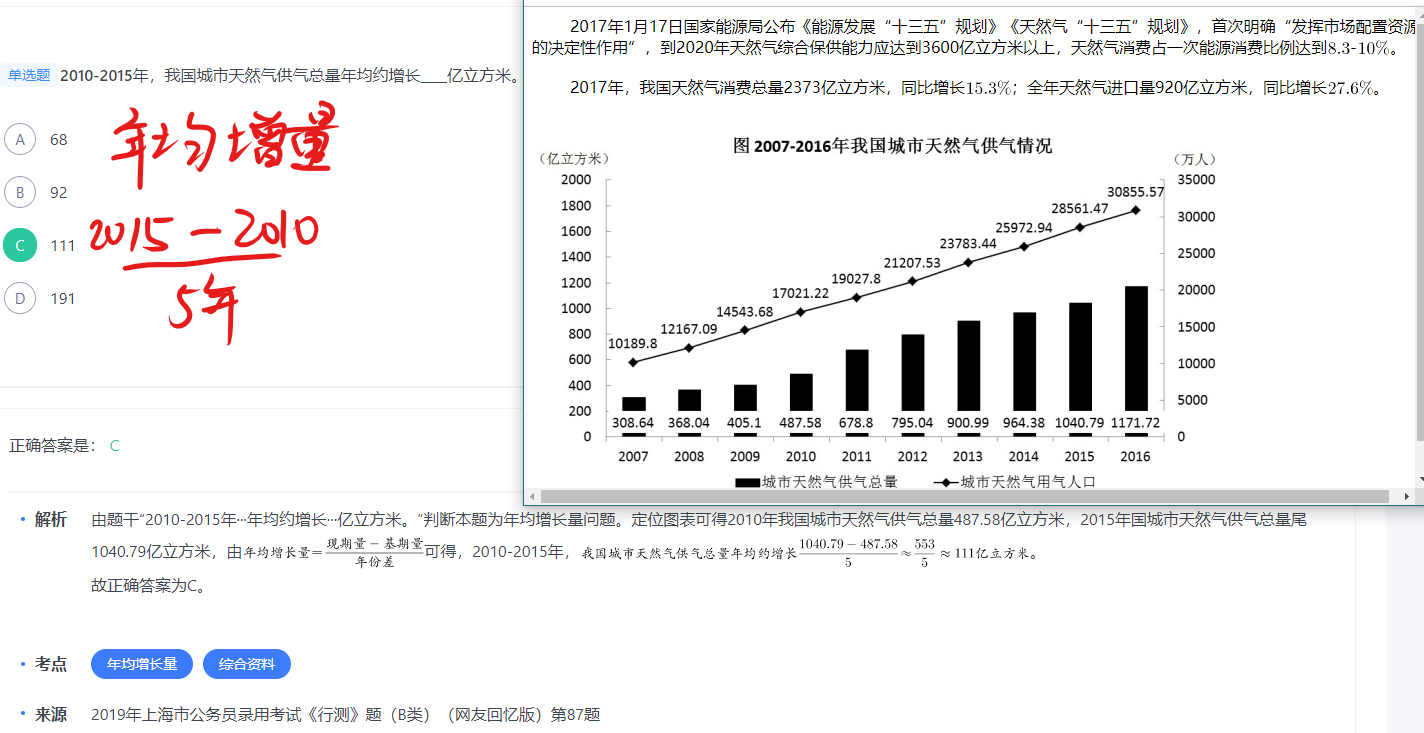 2017年1月17日国家能源局公布《能源发展“十三五”规划》《天然气“十三五”规划》，首次明确“发挥市场配置资源
的决定性作用”，到2020年天然气综合保供能力应达到3600亿立方米以上，天然气消费占一次能源消费比例达到8.3-10%。
2017年，我国天然气消费总量2373亿立方米，同比增长15.3%；全年天然气进口量920亿立方米，同比增长27.6%。
单选题 2010-2015年，我国城市天然气供气总量年均约增长____亿立方米。
A 68
B 92
C 111
D 191
年均增量
2015-2010
5年
图 2007-2016年我国城市天然气供气情况
（亿立方米）
（万人）
2000
1800
1600
1400
1200
1000
800
600
400
200
0
35000
30000
25000
20000
15000
10000
5000
0
10189.8 12167.09 14543.68 17021.22 19027.8 21207.53 23783.44 25972.94 28561.47 30855.57
308.64 368.04 405.1 487.58 678.8 795.04 900.99 964.38 1040.79 1171.72
2007 2008 2009 2010 2011 2012 2013 2014 2015 2016
城市天然气供气总量 城市天然气用气人口
正确答案是： C
解析 由题干“2010-2015年···年均约增长···亿立方米。”判断本题为年均增长量问题。定位图表可得2010年我国城市天然气供气总量487.58亿立方米，2015年国城市天然气供气总量尾
1040.79亿立方米，由年均增长量=现期量-基期量/年份差可得，2010-2015年，我国城市天然气供气总量年均约增长1040.79-487.58/5≈553/5≈111亿立方米。
故正确答案为C。
考点 年均增长量 综合资料
来源 2019年上海市公务员录用考试《行测》题（B类）（网友回忆版）第87题